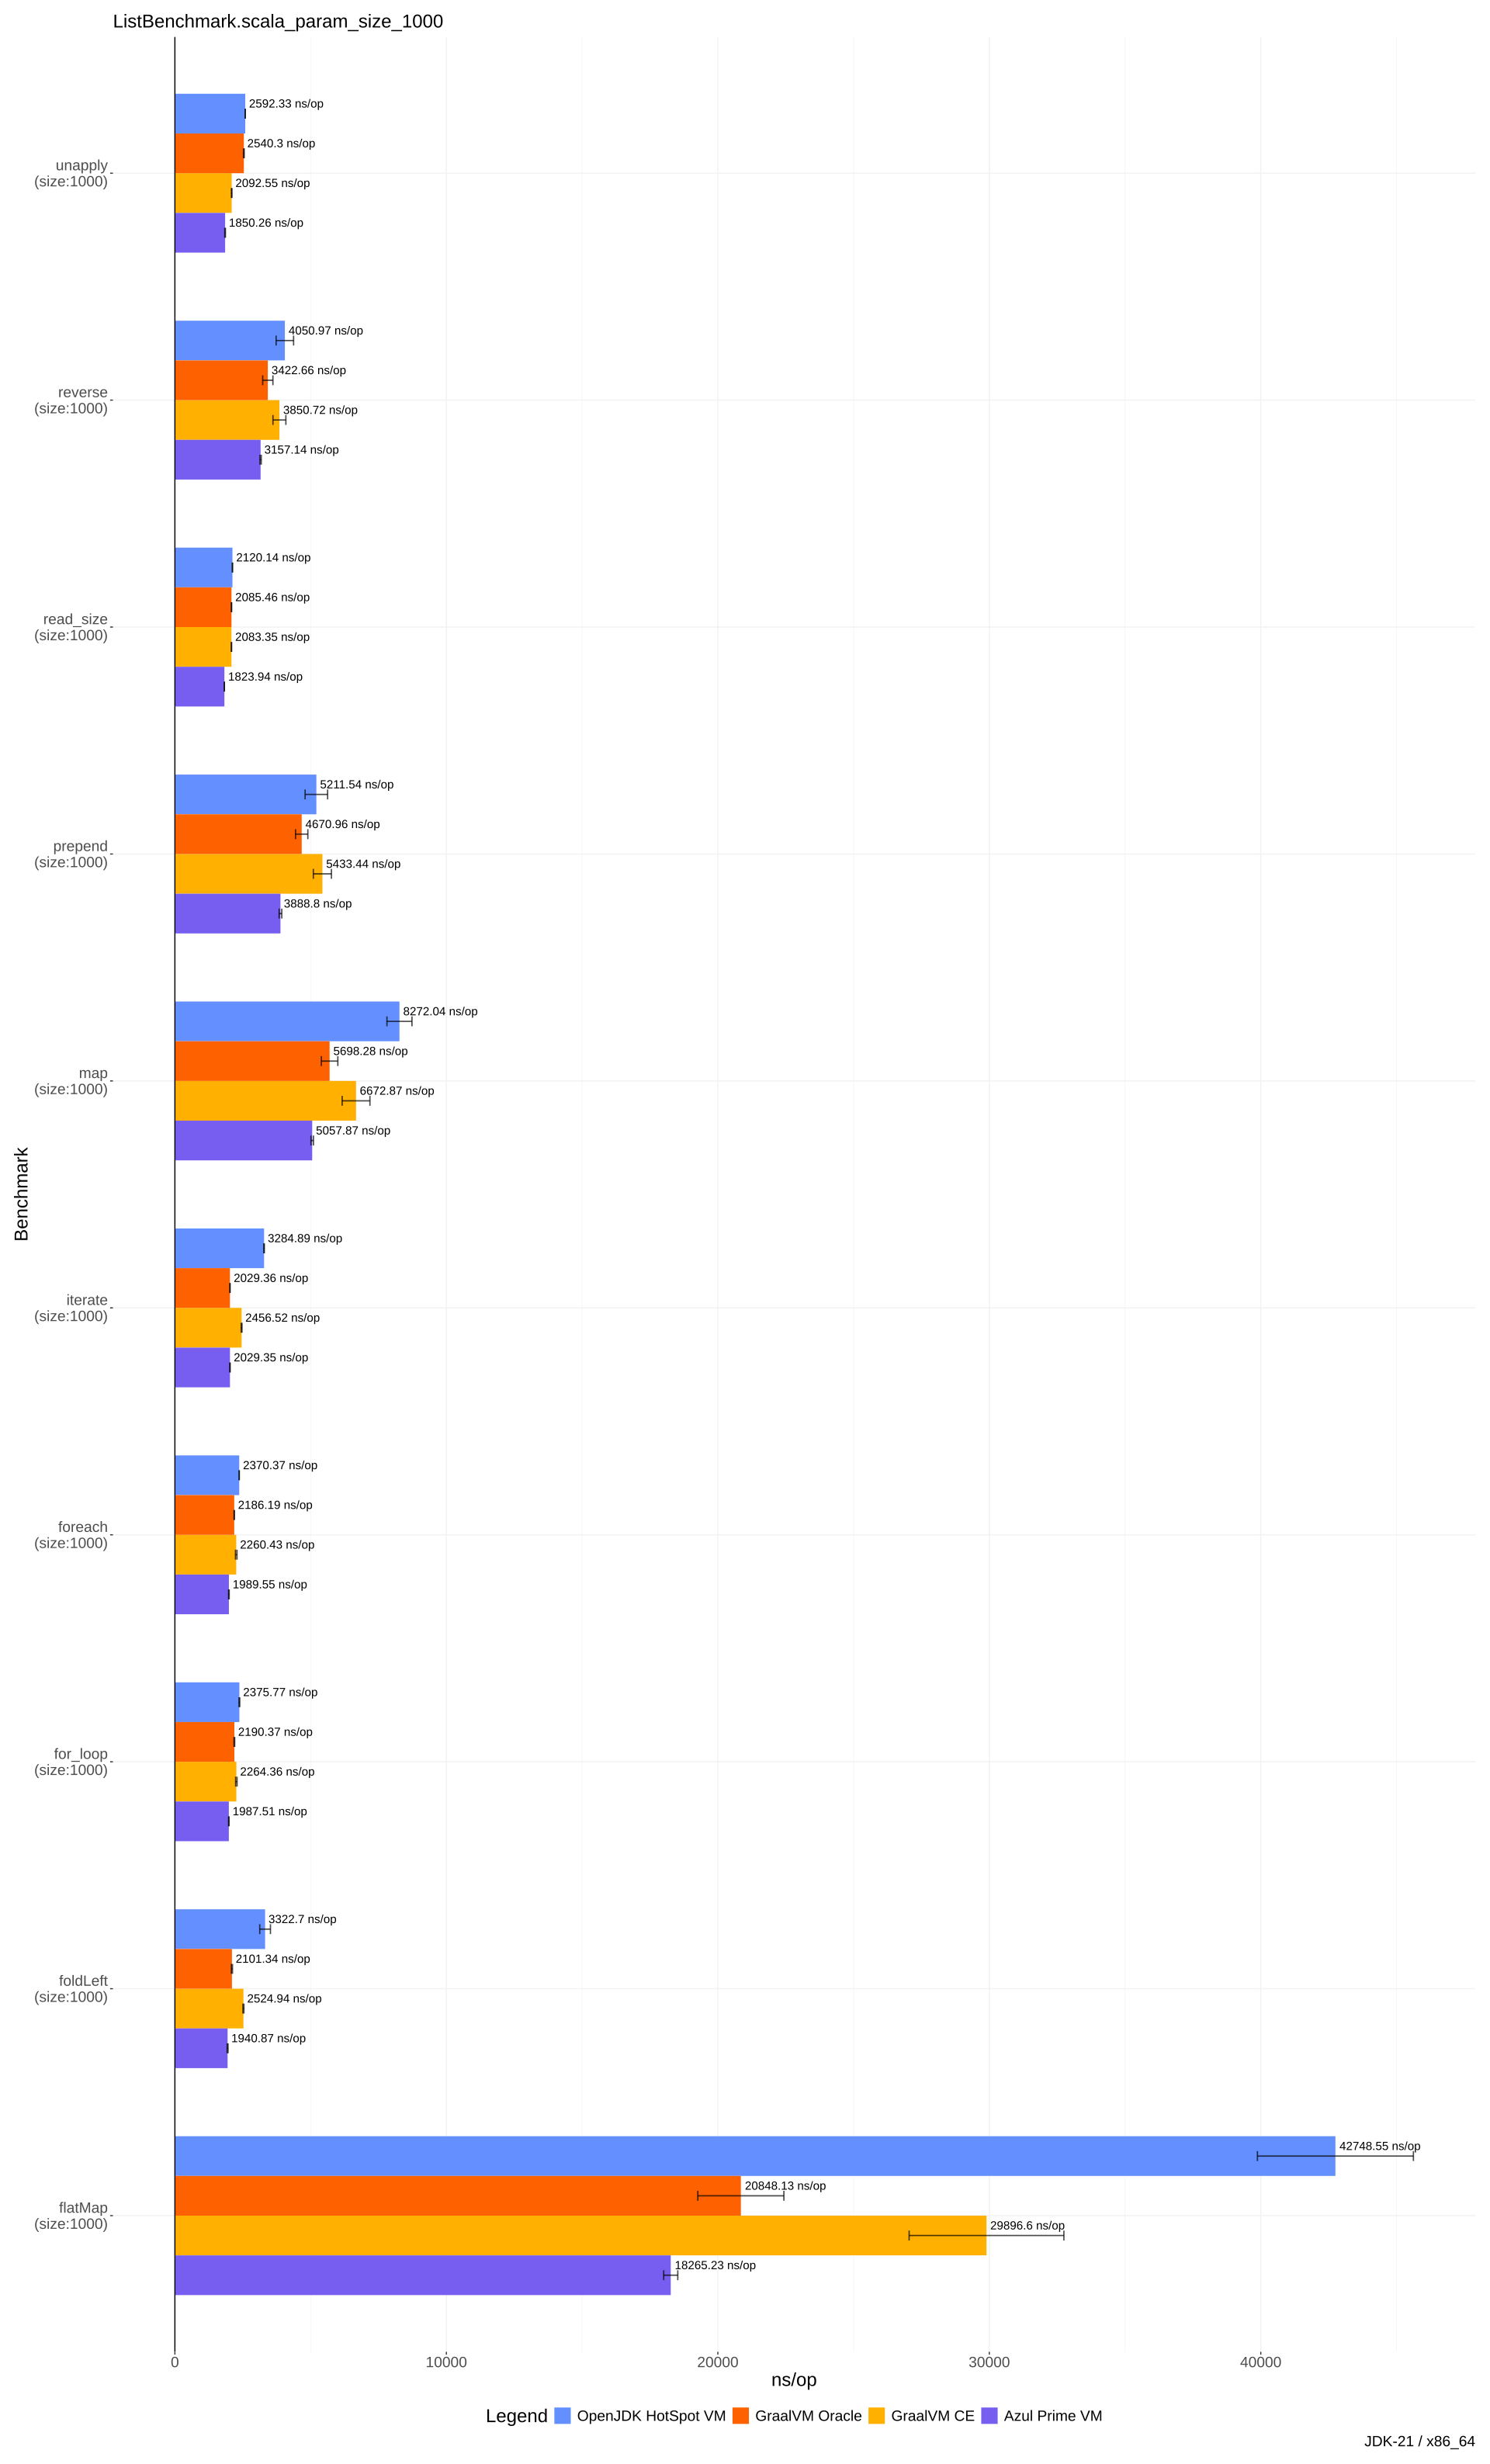 ListBenchmark.scala_param_size_1000
Benchmark
unapply
(size:1000)
2592.33 ns/op
2540.3 ns/op
2092.55 ns/op
1850.26 ns/op
reverse
(size:1000)
4050.97 ns/op
3422.66 ns/op
3850.72 ns/op
3157.14 ns/op
read_size
(size:1000)
2120.14 ns/op
2085.46 ns/op
2083.35 ns/op
1823.94 ns/op
prepend
(size:1000)
5211.54 ns/op
4670.96 ns/op
5433.44 ns/op
3888.8 ns/op
map
(size:1000)
8272.04 ns/op
5698.28 ns/op
6672.87 ns/op
5057.87 ns/op
iterate
(size:1000)
3284.89 ns/op
2029.36 ns/op
2456.52 ns/op
2029.35 ns/op
foreach
(size:1000)
2370.37 ns/op
2186.19 ns/op
2260.43 ns/op
1989.55 ns/op
for_loop
(size:1000)
2375.77 ns/op
2190.37 ns/op
2264.36 ns/op
1987.51 ns/op
foldLeft
(size:1000)
3322.7 ns/op
2101.34 ns/op
2524.94 ns/op
1940.87 ns/op
flatMap
(size:1000)
42748.55 ns/op
20848.13 ns/op
29896.6 ns/op
18265.23 ns/op
0 10000 20000 30000 40000
ns/op
Legend OpenJDK HotSpot VM GraalVM Oracle GraalVM CE Azul Prime VM
JDK-21 / x86_64